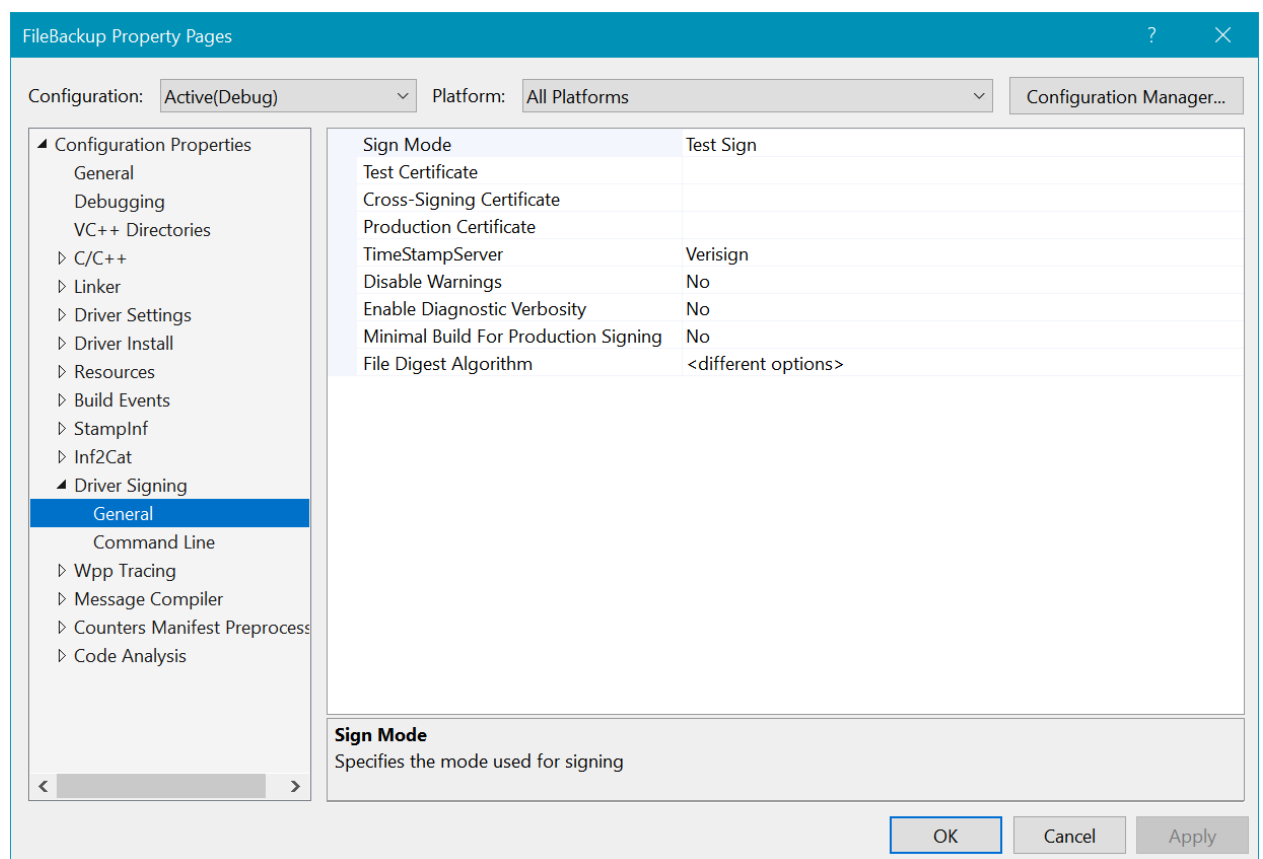 FileBackup Property Pages
Configuration: Active(Debug) Platform: All Platforms Configuration Manager...
Configuration Properties
General
Debugging
VC++ Directories
C/C++
Linker
Driver Settings
Driver Install
Resources
Build Events
StampInf
Inf2Cat
Driver Signing
General
Command Line
Wpp Tracing
Message Compiler
Counters Manifest Preprocess
Code Analysis
Sign Mode Test Sign
Test Certificate
Cross-Signing Certificate
Production Certificate
TimeStampServer Verisign
Disable Warnings No
Enable Diagnostic Verbosity No
Minimal Build For Production Signing No
File Digest Algorithm <different options>
Sign Mode
Specifies the mode used for signing
OK Cancel Apply